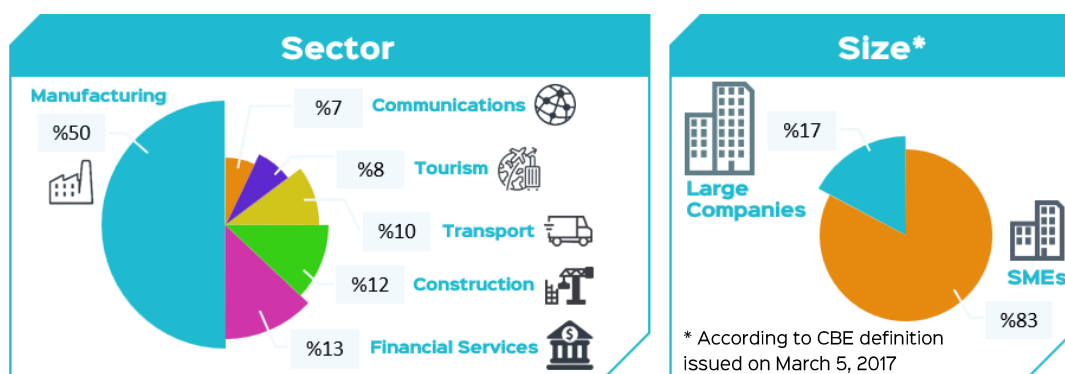 Sector
Manufacturing
%50
%7
Communications
%8
Tourism
%10
Transport
%12
Construction
%13
Financial Services
Size*
%17
Large
Companies
SMEs
%83
* According to CBE definition
issued on March 5, 2017